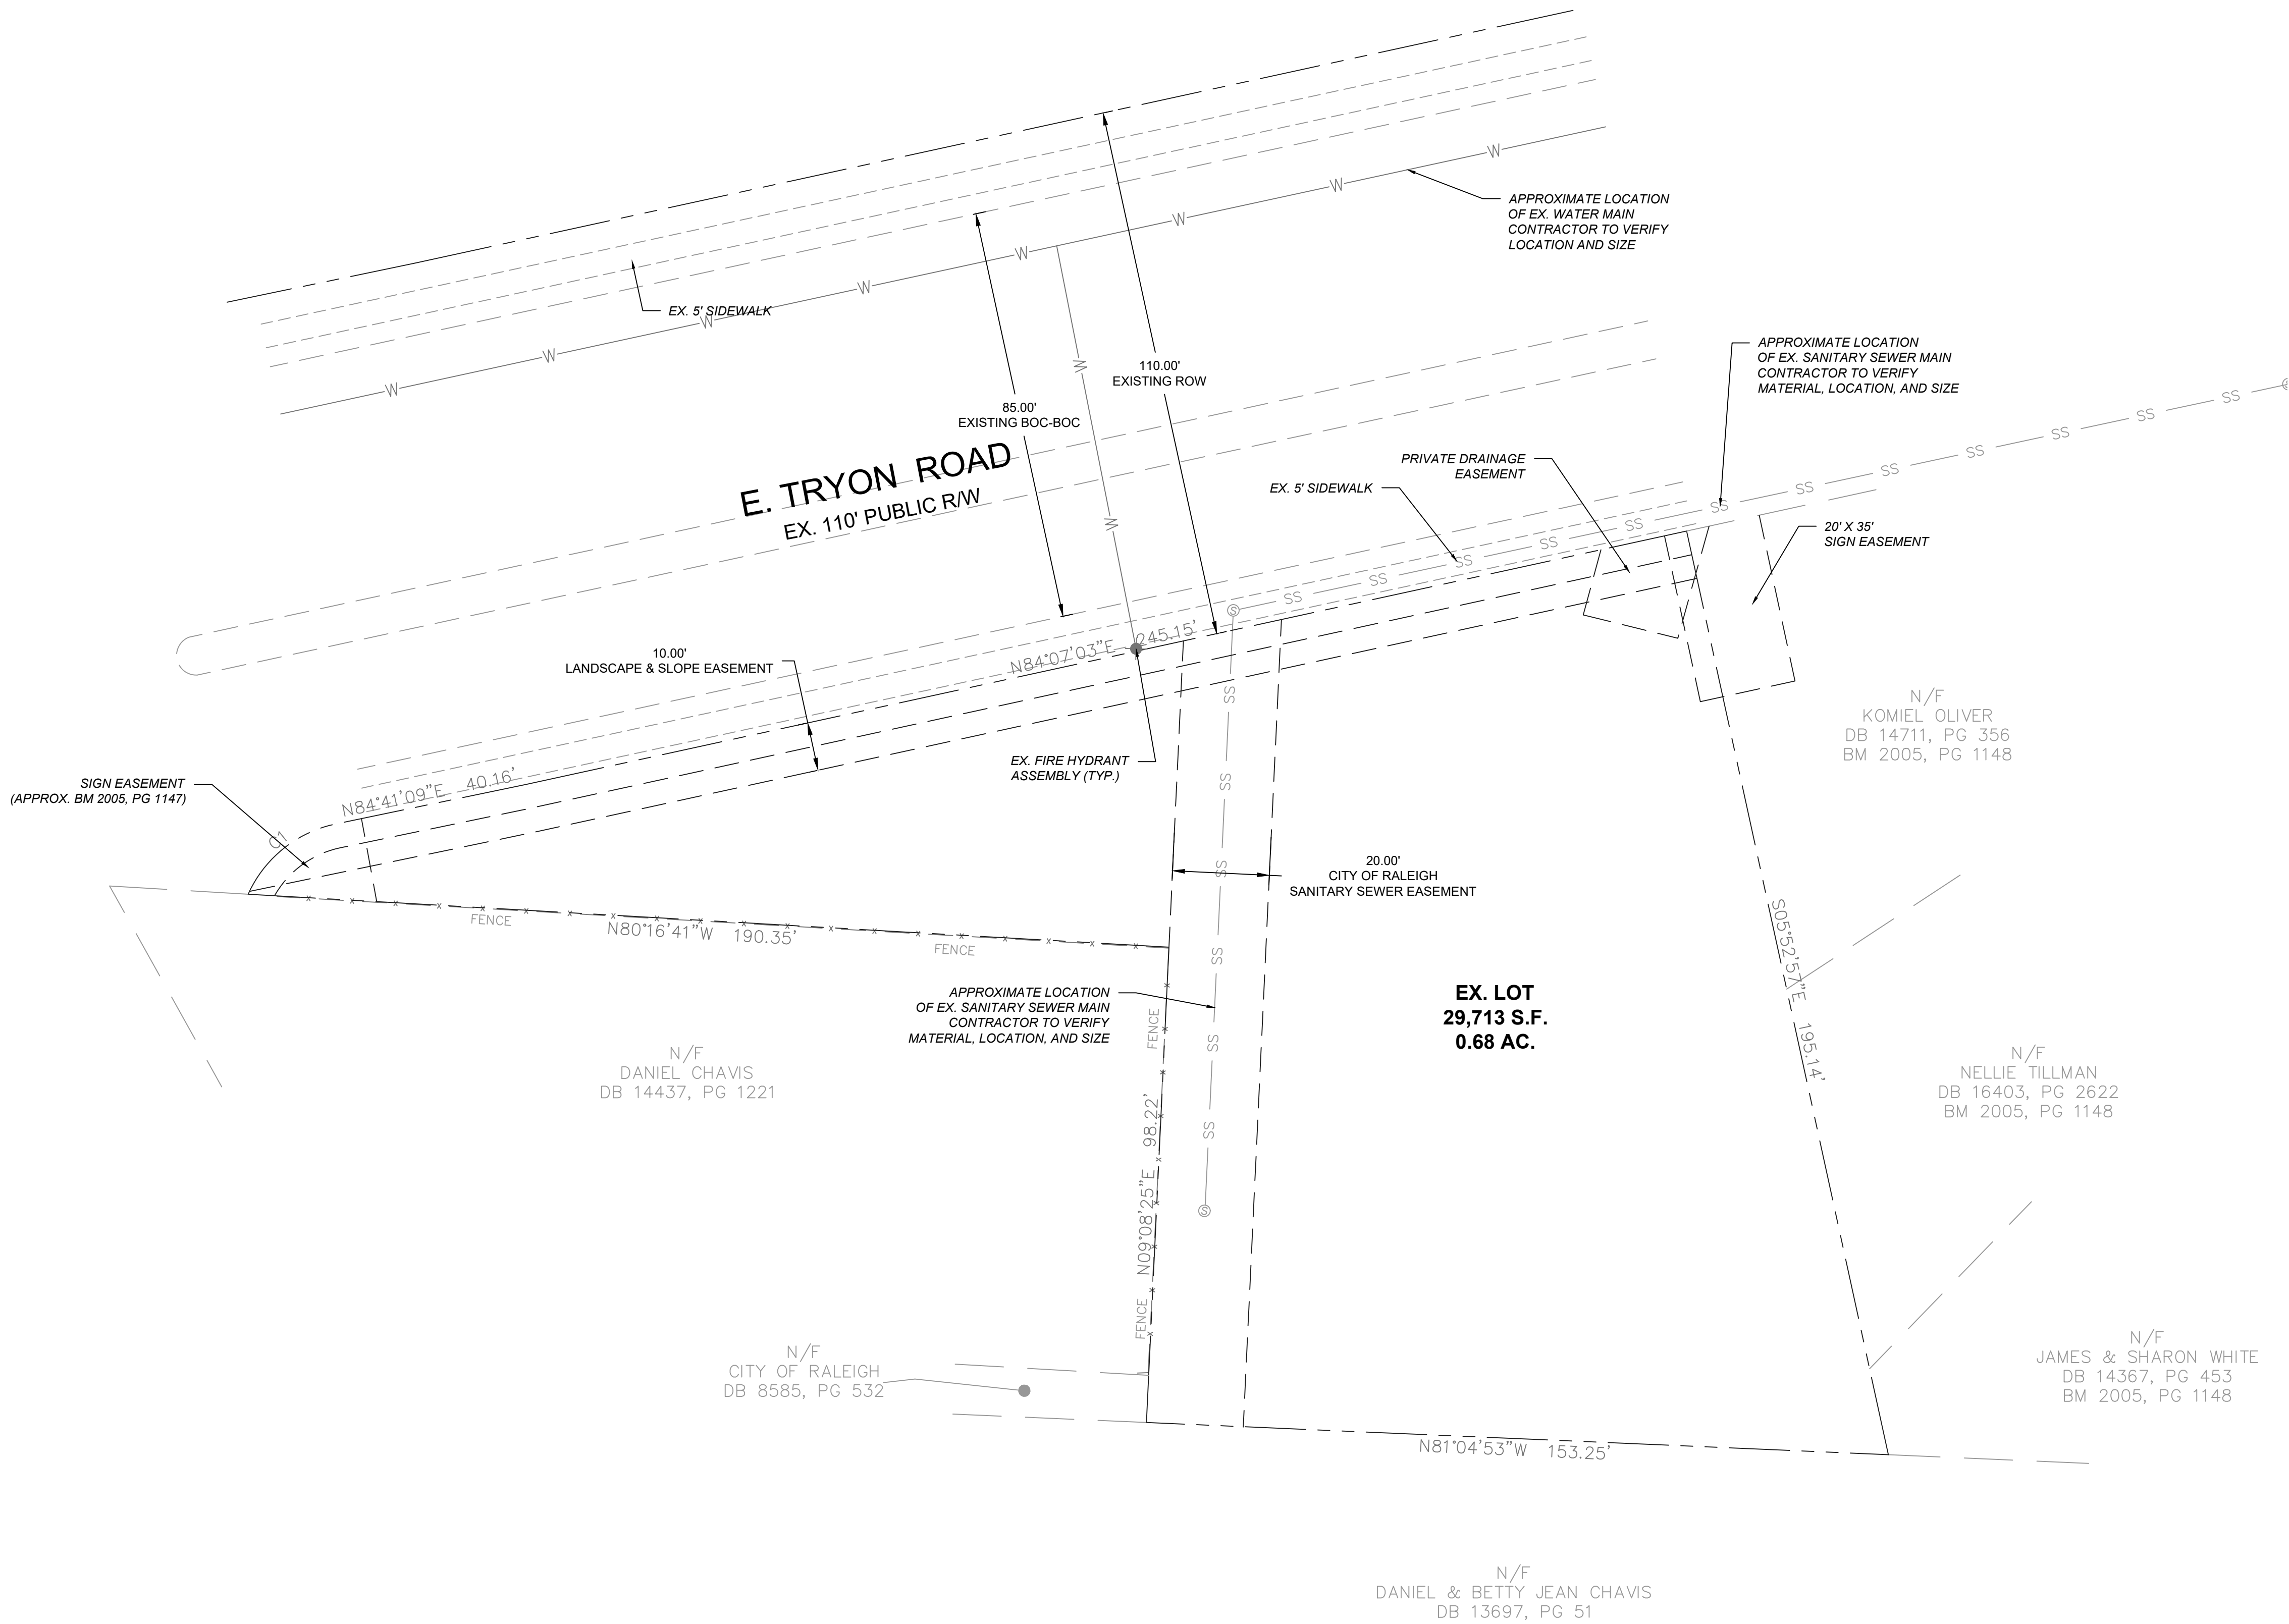 APPROXIMATE LOCATION
OF EX. WATER MAIN
CONTRACTOR TO VERIFY
LOCATION AND SIZE
W
W
W
W
W
W
W
W
EX. 5' SIDEWALK
W
W
110.00'
EXISTING ROW
85.00'
EXISTING BOC-BOC
APPROXIMATE LOCATION
OF EX. SANITARY SEWER MAIN
CONTRACTOR TO VERIFY
MATERIAL, LOCATION, AND SIZE
E. TRYON ROAD
EX. 110' PUBLIC R/W
PRIVATE DRAINAGE
EASEMENT
EX. 5' SIDEWALK
20' X 35'
SIGN EASEMENT
SS
SS
SS
SS
SS
SS
SS
SS
SS
SS
SS
SS
S
S
N84°07'03"E 245.15'
10.00'
LANDSCAPE & SLOPE EASEMENT
EX. FIRE HYDRANT
ASSEMBLY (TYP.)
SIGN EASEMENT
(APPROX. BM 2005, PG 1147)
N84°41'09"E 40.16'
C1
N/F
KOMIEL OLIVER
DB 14711, PG 356
BM 2005, PG 1148
20.00'
CITY OF RALEIGH
SANITARY SEWER EASEMENT
FENCE
N80°16'41"W 190.35'
FENCE
SS
SS
SS
SS
SS
SS
S
APPROXIMATE LOCATION
OF EX. SANITARY SEWER MAIN
CONTRACTOR TO VERIFY
MATERIAL, LOCATION, AND SIZE
EX. LOT
29,713 S.F.
0.68 AC.
S05°52'57"E 195.14'
FENCE
N09°08'25"E 98.22'
FENCE
N/F
DANIEL CHAVIS
DB 14437, PG 1221
N/F
NELLIE TILLMAN
DB 16403, PG 2622
BM 2005, PG 1148
N/F
CITY OF RALEIGH
DB 8585, PG 532
N/F
JAMES & SHARON WHITE
DB 14367, PG 453
BM 2005, PG 1148
N81°04'53"W 153.25'
N/F
DANIEL & BETTY JEAN CHAVIS
DB 13697, PG 51